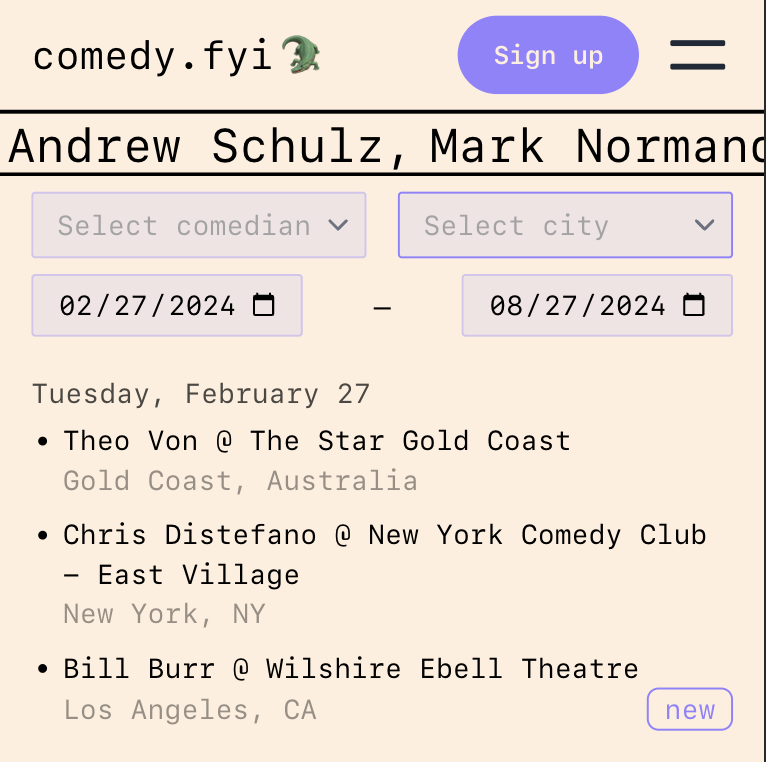 comedy.fyi
Sign up
Andrew Schulz, Mark Norman
Select comedian
Select city
02/27/2024
–
08/27/2024
Tuesday, February 27
• Theo Von @ The Star Gold Coast
Gold Coast, Australia
• Chris Distefano @ New York Comedy Club
– East Village
New York, NY
• Bill Burr @ Wilshire Ebell Theatre
Los Angeles, CA
new